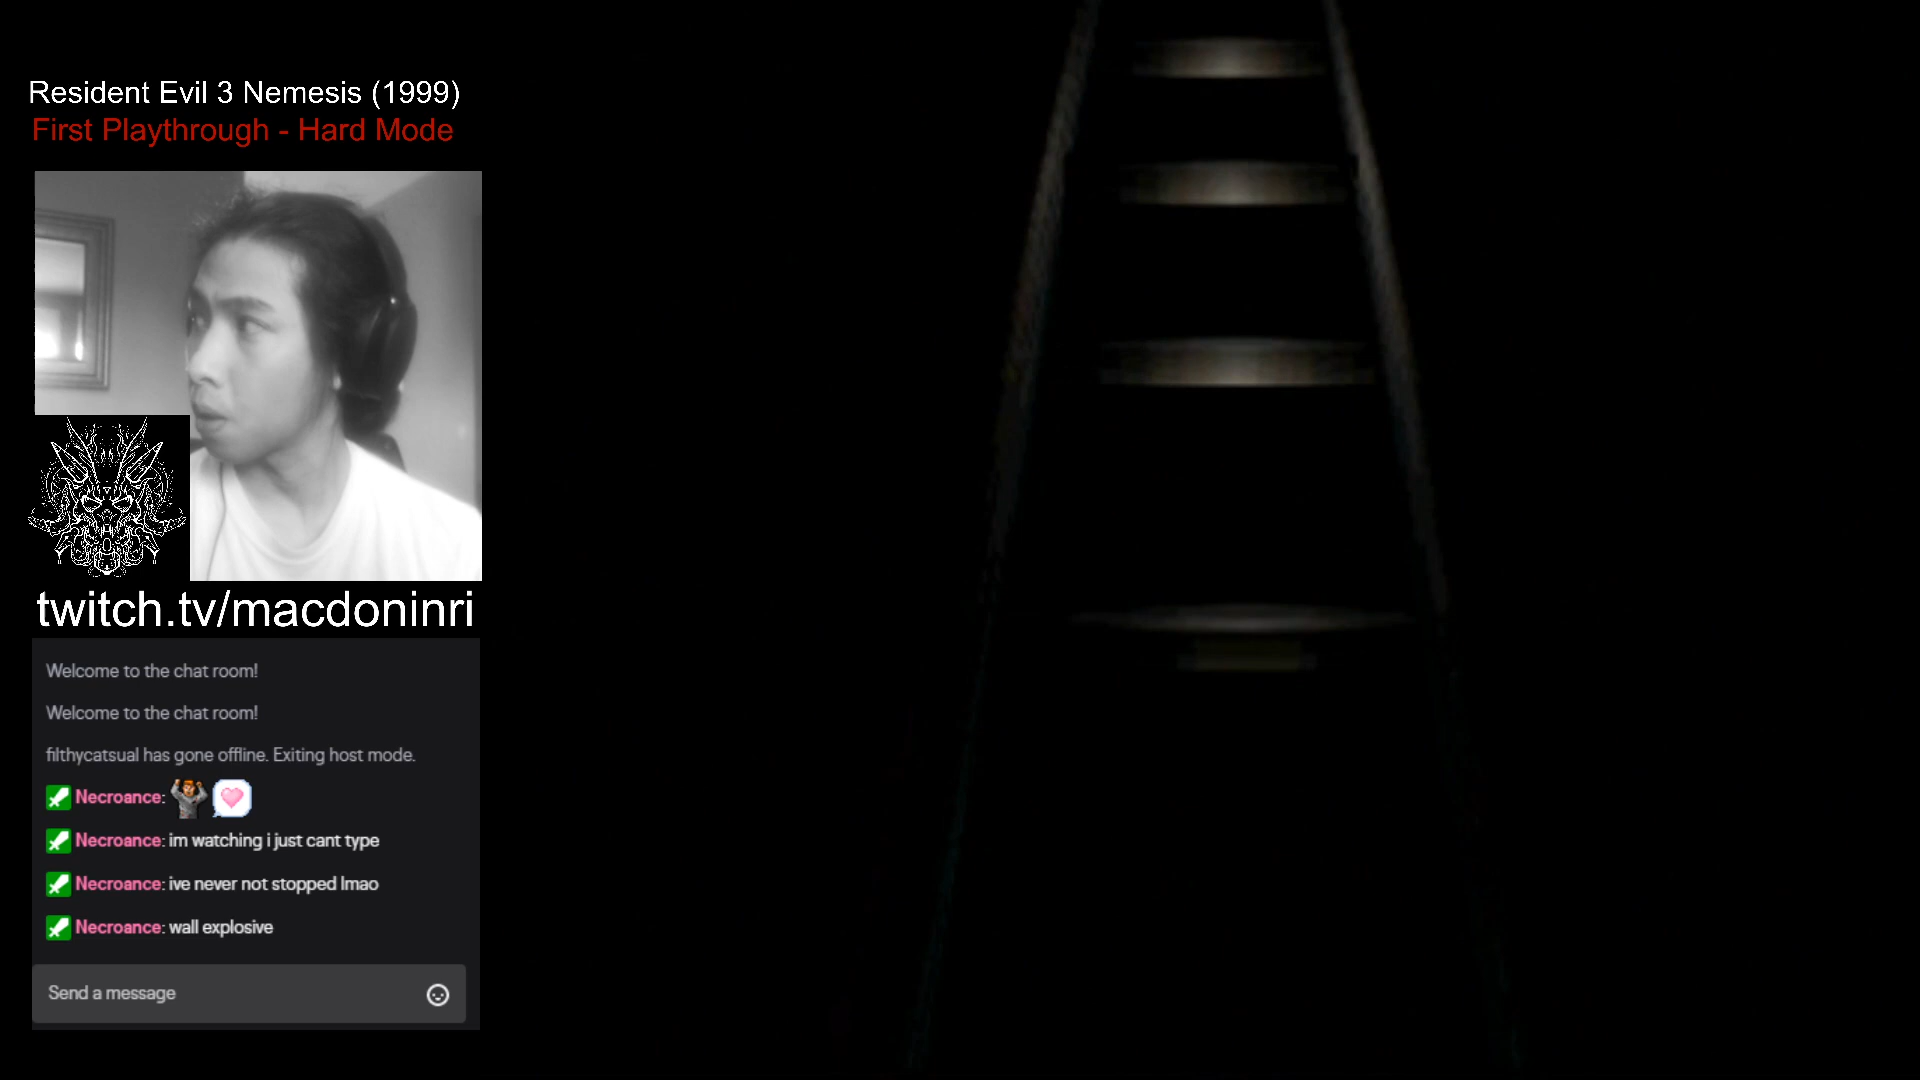 Resident Evil 3 Nemesis (1999)
First Playthrough - Hard Mode
twitch.tv/macdoninri
Welcome to the chat room!
Welcome to the chat room!
filthycatsual has gone offline. Exiting host mode.
Necroance:
Necroance: im watching i just cant type
Necroance: ive never not stopped lmao
Necroance: wall explosive
Send a message